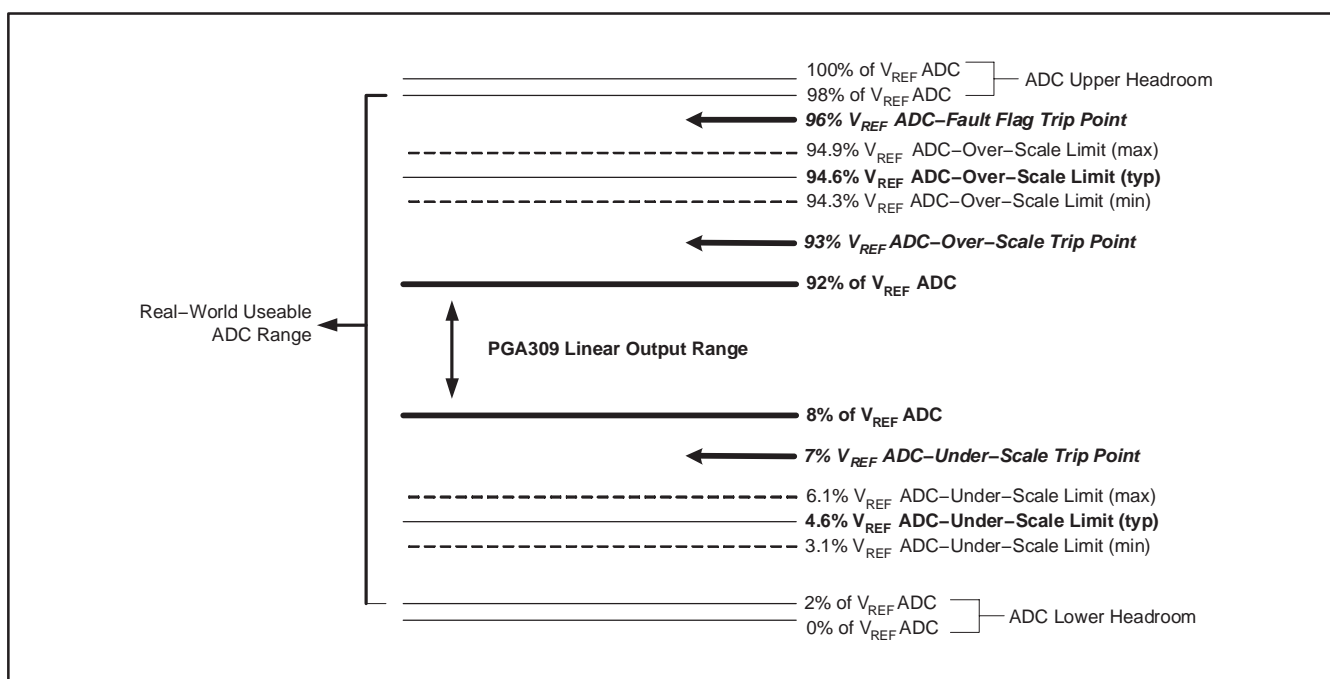 100% of VREF ADC
98% of VREF ADC
ADC Upper Headroom
96% VREF ADC−Fault Flag Trip Point
94.9% VREF ADC−Over−Scale Limit (max)
94.6% VREF ADC−Over−Scale Limit (typ)
94.3% VREF ADC−Over−Scale Limit (min)
93% VREF ADC−Over−Scale Trip Point
92% of VREF ADC
Real−World Useable
ADC Range
PGA309 Linear Output Range
8% of VREF ADC
7% VREF ADC−Under−Scale Trip Point
6.1% VREF ADC−Under−Scale Limit (max)
4.6% VREF ADC−Under−Scale Limit (typ)
3.1% VREF ADC−Under−Scale Limit (min)
2% of VREF ADC
0% of VREF ADC
ADC Lower Headroom